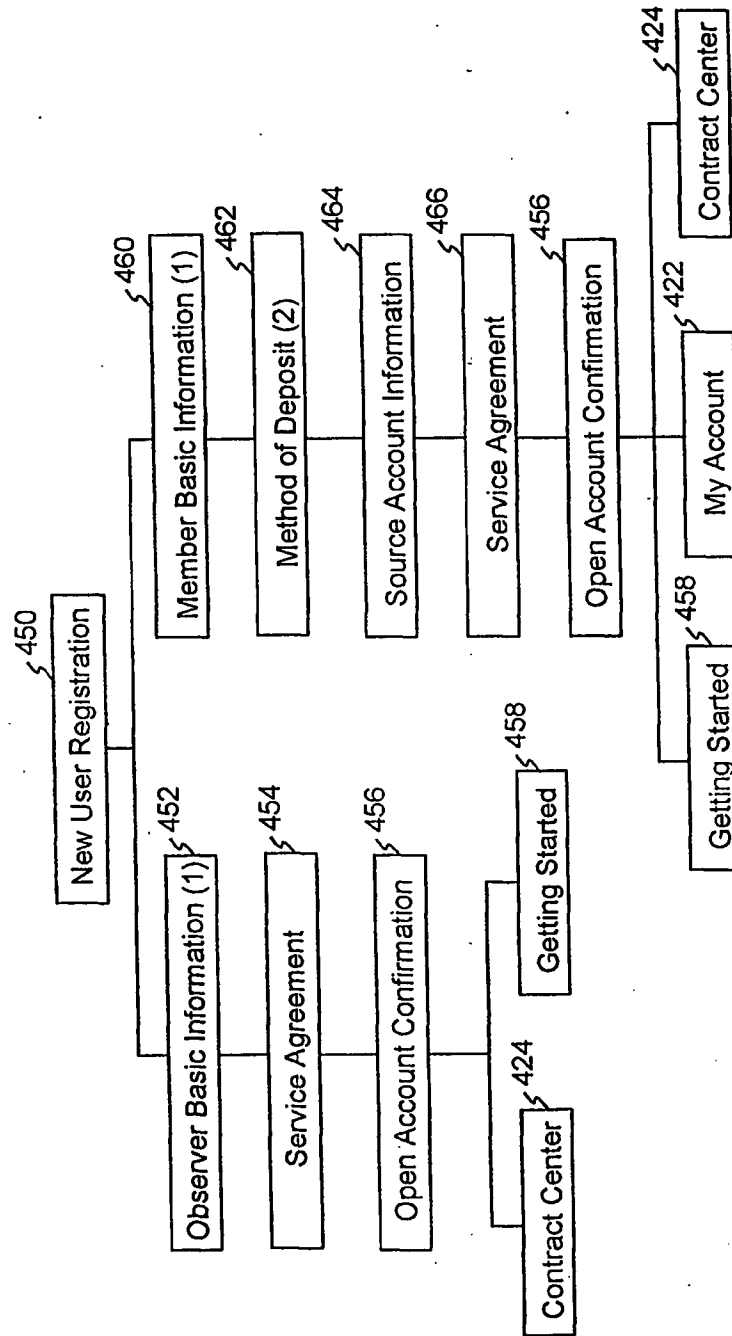 450
New User Registration
452
Observer Basic Information (1)
454
Service Agreement
456
Open Account Confirmation
424
Contract Center
458
Getting Started
460
Member Basic Information (1)
462
Method of Deposit (2)
464
Source Account Information
466
Service Agreement
456
Open Account Confirmation
458
Getting Started
422
My Account
424
Contract Center